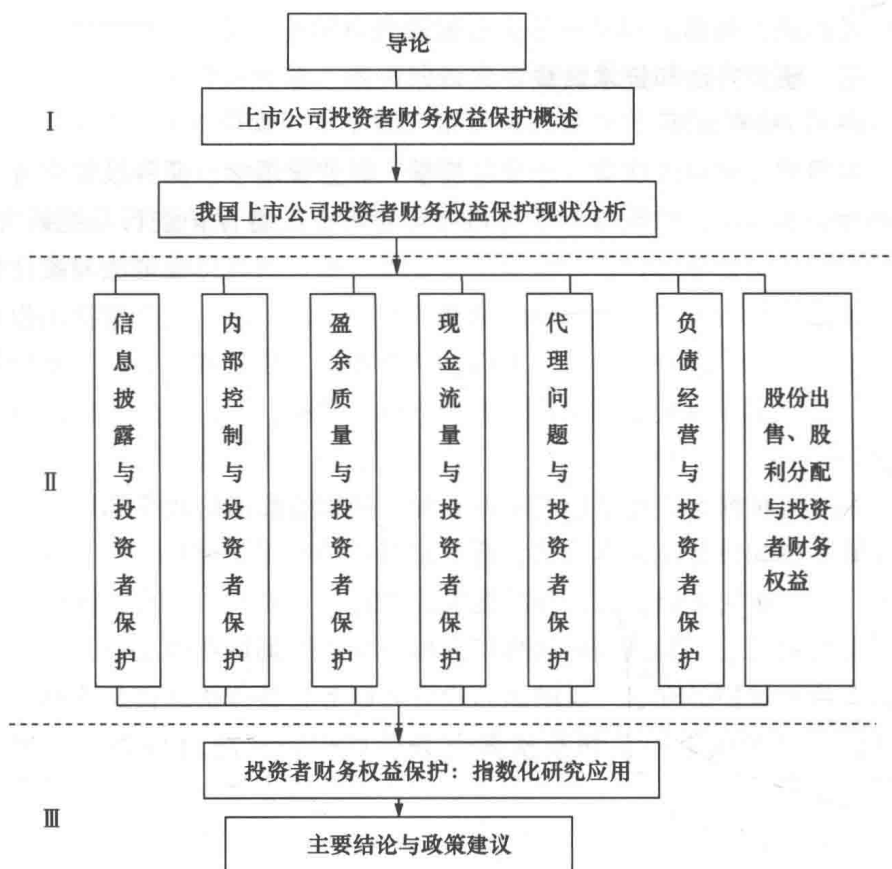 导论
Ⅰ
上市公司投资者财务权益保护概述
我国上市公司投资者财务权益保护现状分析
Ⅱ
信息披露与投资者保护
内部控制与投资者保护
盈余质量与投资者保护
现金流量与投资者保护
代理问题与投资者保护
负债经营与投资者保护
股份出
售、股
利分配
与投资
者财务
权益
投资者财务权益保护：指数化研究应用
Ⅲ
主要结论与政策建议